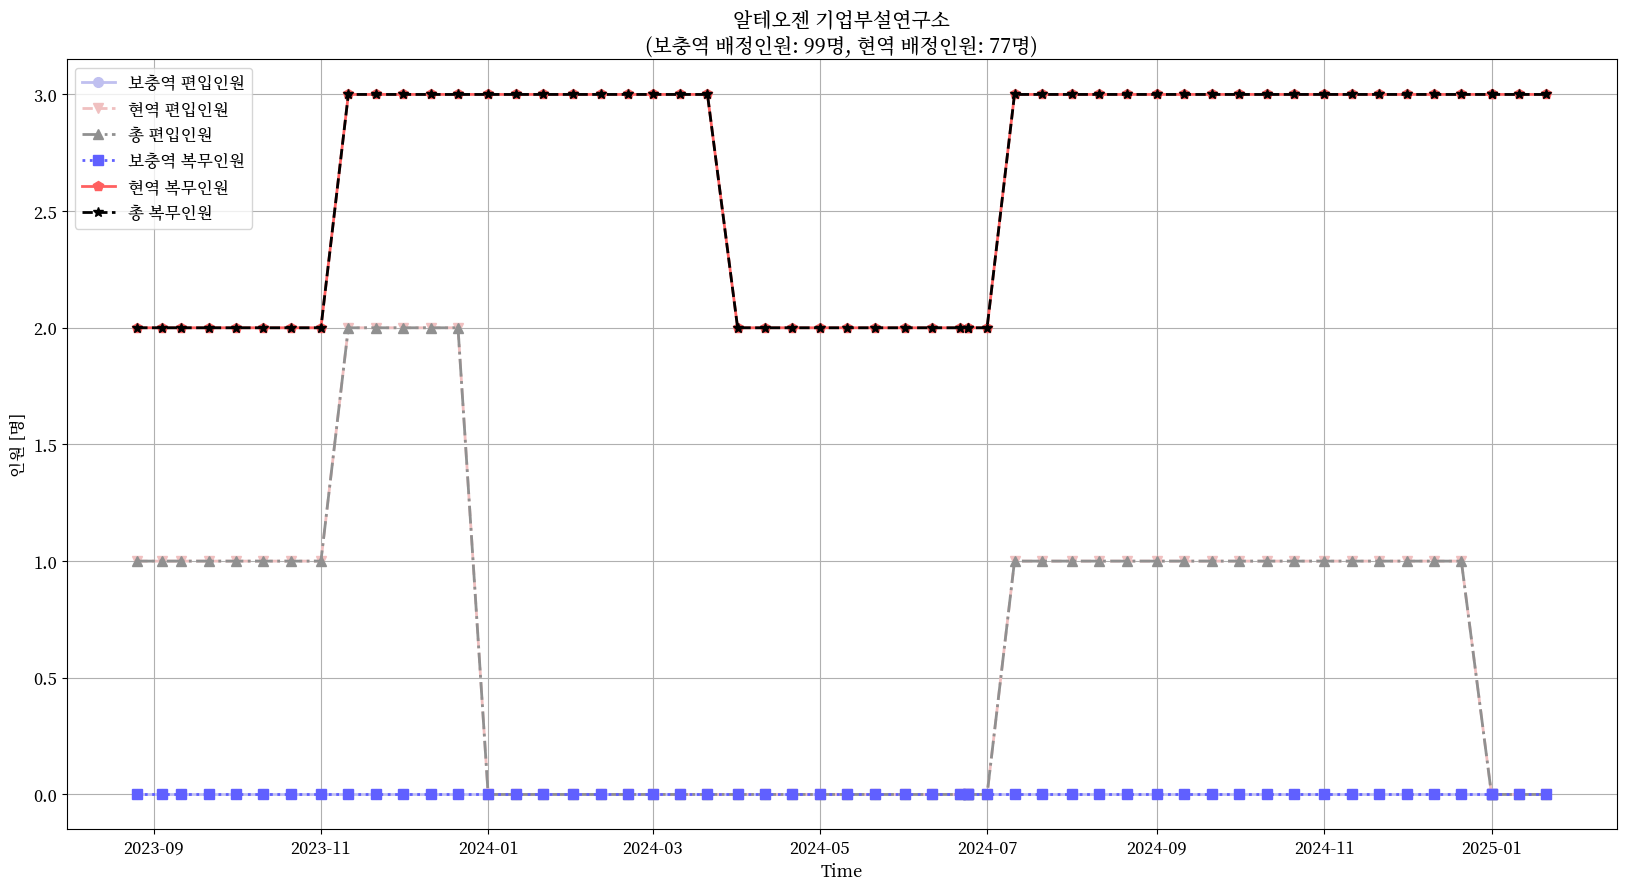 알테오젠 기업부설연구소
(보충역 배정인원: 99명, 현역 배정인원: 77명)
보충역 편입인원
현역 편입인원
총 편입인원
보충역 복무인원
현역 복무인원
총 복무인원
3.0
2.5
2.0
1.5
1.0
0.5
0.0
인원 [명]
2023-09 2023-11 2024-01 2024-03 2024-05 2024-07 2024-09 2024-11 2025-01
Time